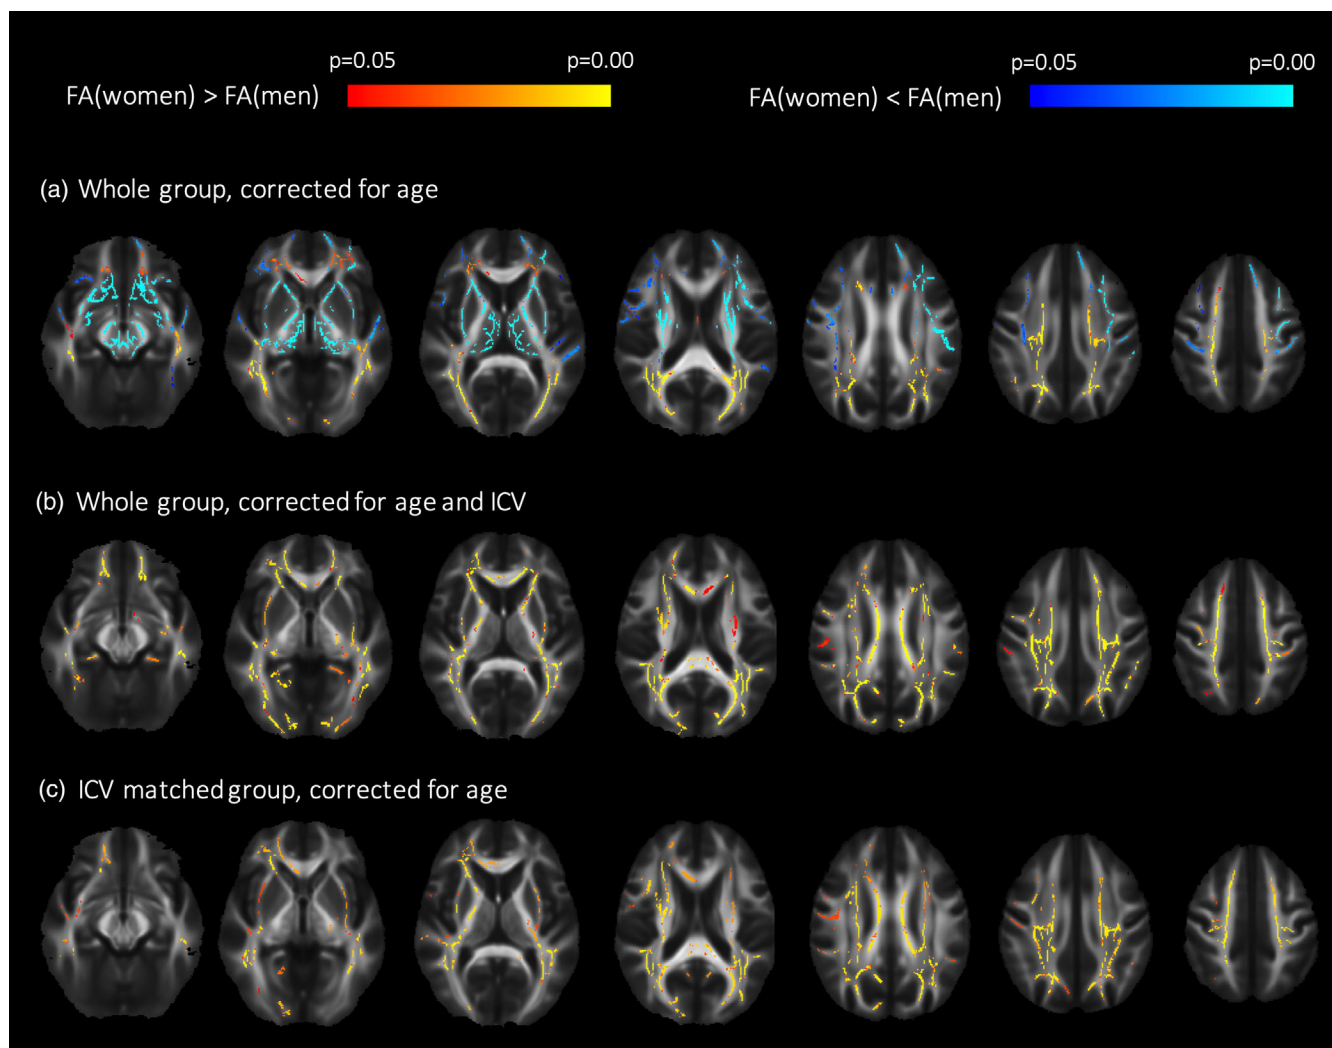 p=0.05 p=0.00 p=0.05 p=0.00
FA(women) > FA(men) FA(women) < FA(men)
(a) Whole group, corrected for age
(b) Whole group, corrected for age and ICV
(c) ICV matched group, corrected for age